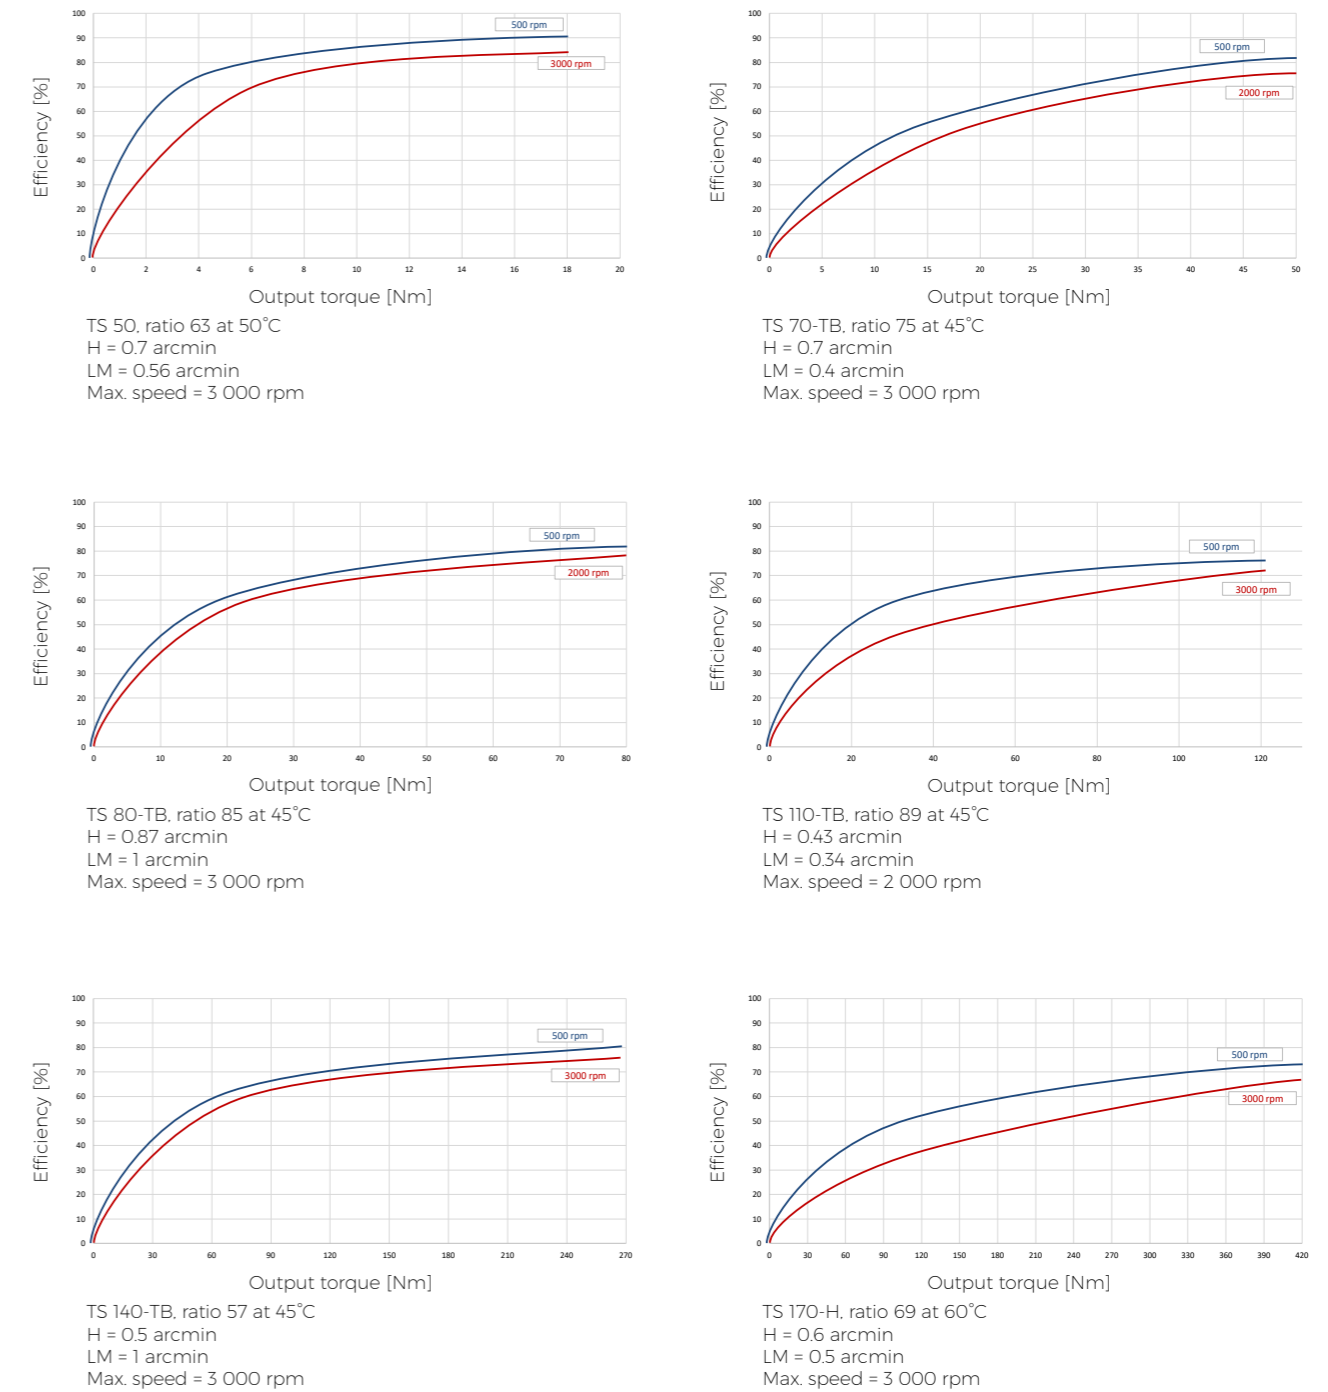 100
90
80
70
60
50
40
30
20
10
0
500 rpm
3000 rpm
0 2 4 6 8 10 12 14 16 18 20
Efficiency [%]
Output torque [Nm]
TS 50, ratio 63 at 50°C
H = 0.7 arcmin
LM = 0.56 arcmin
Max. speed = 3 000 rpm
100
90
80
70
60
50
40
30
20
10
0
500 rpm
2000 rpm
0 5 10 15 20 25 30 35 40 45 50
Efficiency [%]
Output torque [Nm]
TS 70-TB, ratio 75 at 45°C
H = 0.7 arcmin
LM = 0.4 arcmin
Max. speed = 3 000 rpm
100
90
80
70
60
50
40
30
20
10
0
500 rpm
2000 rpm
0 10 20 30 40 50 60 70 80
Efficiency [%]
Output torque [Nm]
TS 80-TB, ratio 85 at 45°C
H = 0.87 arcmin
LM = 1 arcmin
Max. speed = 3 000 rpm
100
90
80
70
60
50
40
30
20
10
0
500 rpm
3000 rpm
0 20 40 60 80 100 120
Efficiency [%]
Output torque [Nm]
TS 110-TB, ratio 89 at 45°C
H = 0.43 arcmin
LM = 0.34 arcmin
Max. speed = 2 000 rpm
100
90
80
70
60
50
40
30
20
10
0
500 rpm
3000 rpm
0 30 60 90 120 150 180 210 240 270
Efficiency [%]
Output torque [Nm]
TS 140-TB, ratio 57 at 45°C
H = 0.5 arcmin
LM = 1 arcmin
Max. speed = 3 000 rpm
100
90
80
70
60
50
40
30
20
10
0
500 rpm
3000 rpm
0 30 60 90 120 150 180 210 240 270 300 330 360 390 420
Efficiency [%]
Output torque [Nm]
TS 170-H, ratio 69 at 60°C
H = 0.6 arcmin
LM = 0.5 arcmin
Max. speed = 3 000 rpm